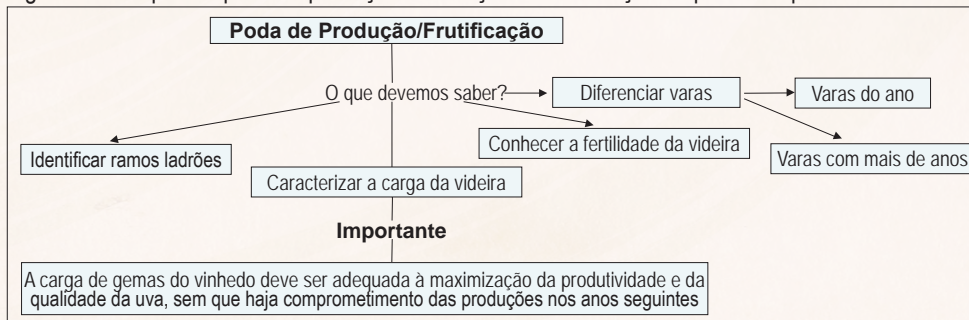 Poda de Produção/Frutificação
O que devemos saber?
Diferenciar varas
Varas do ano
Conhecer a fertilidade da videira
Identificar ramos ladrões
Varas com mais de anos
Caracterizar a carga da videira
Importante
A carga de gemas do vinhedo deve ser adequada à maximização da produtividade e da
qualidade da uva, sem que haja comprometimento das produções nos anos seguintes